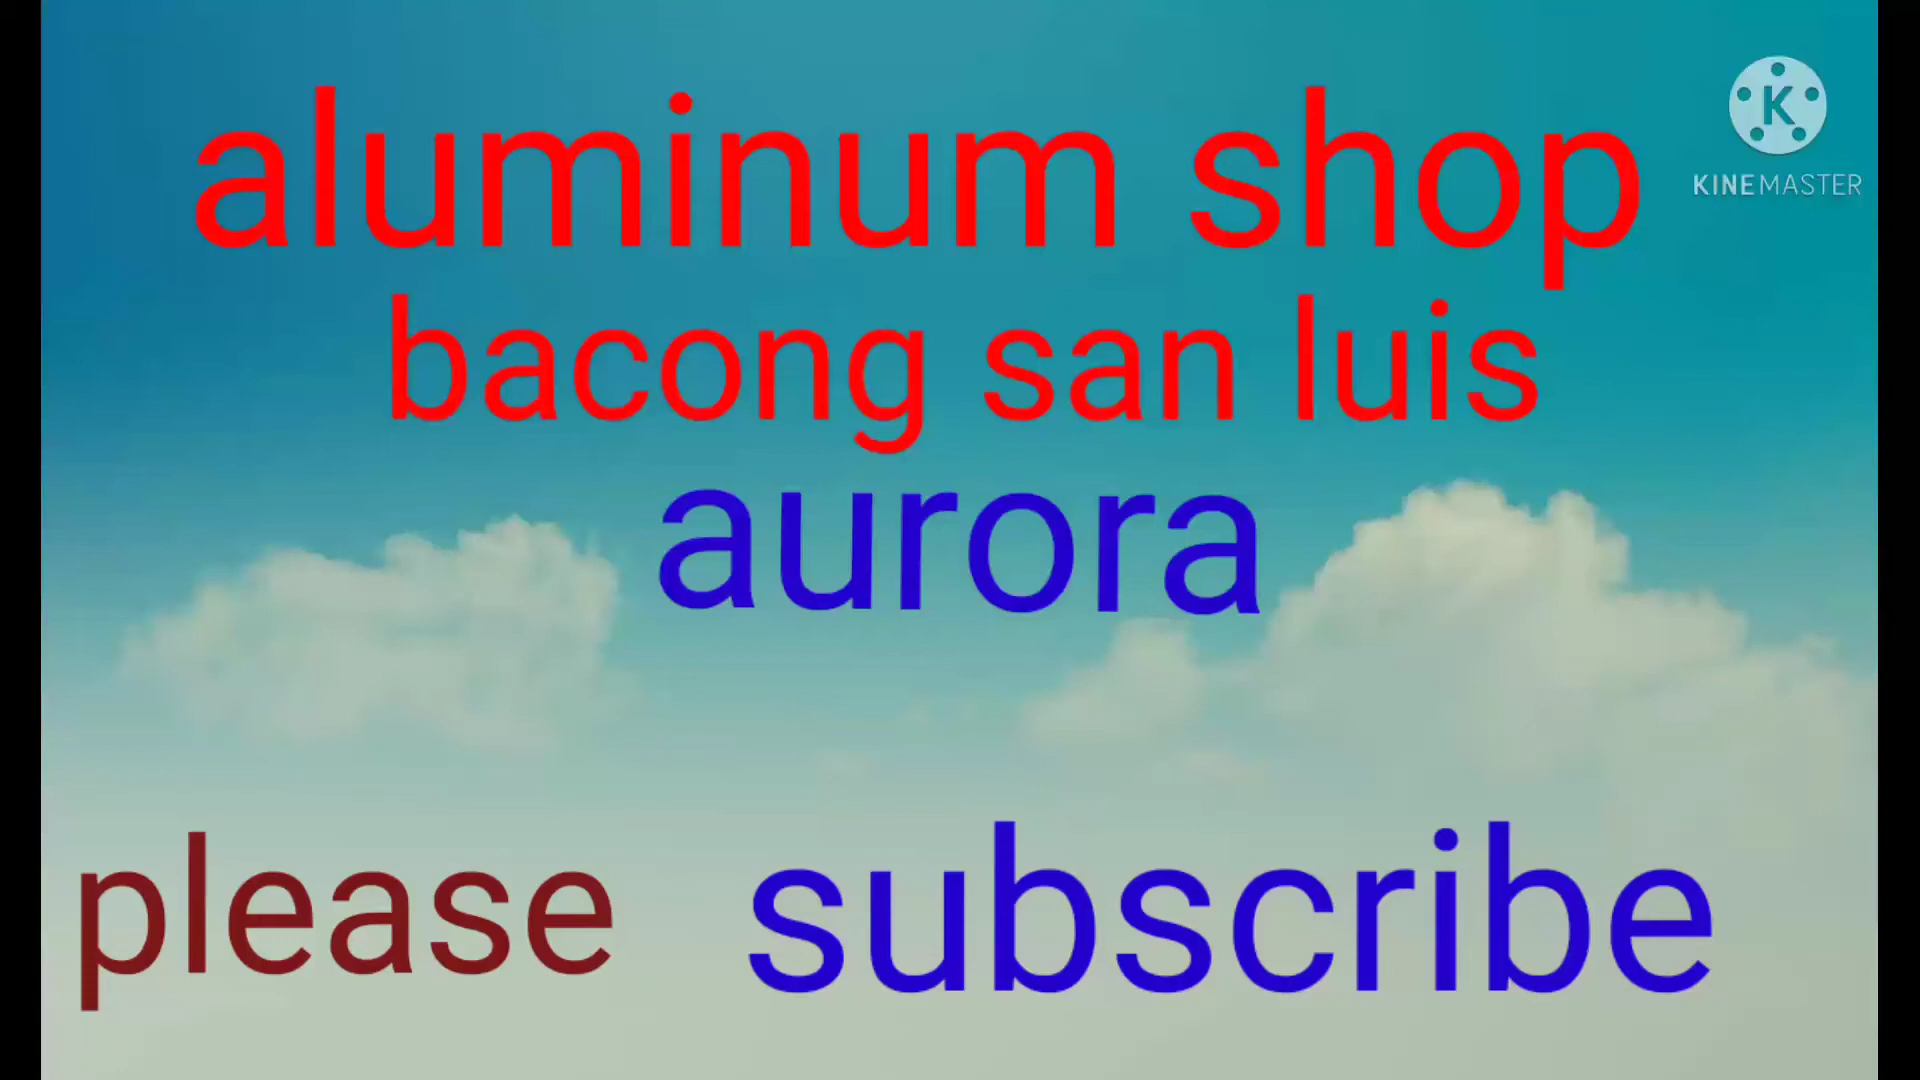 aluminum shop
K
KINEMASTER
bacong san luis
aurora
please subscribe